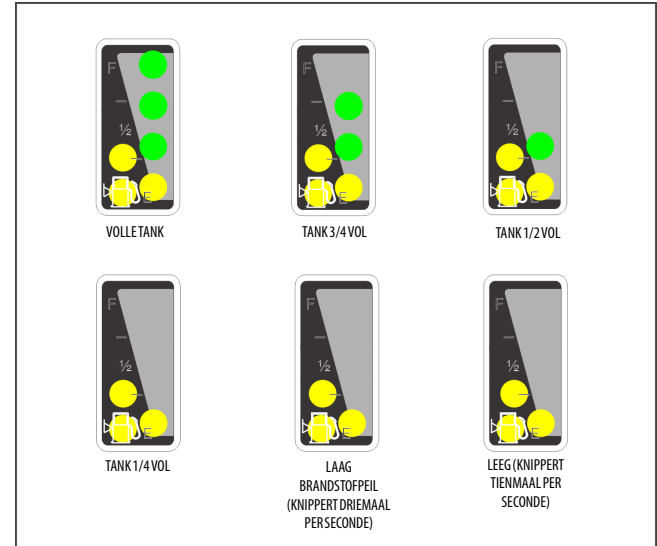 F
½
E
VOLLE TANK
F
½
E
TANK 3/4 VOL
F
½
E
TANK 1/2 VOL
F
½
E
TANK 1/4 VOL
F
½
E
LAAG
BRANDSTOFPEIL
(KNIPPERT DRIEMAAL
PER SECONDE)
F
½
E
LEEG (KNIPPERT
TIENMAAL PER
SECONDE)